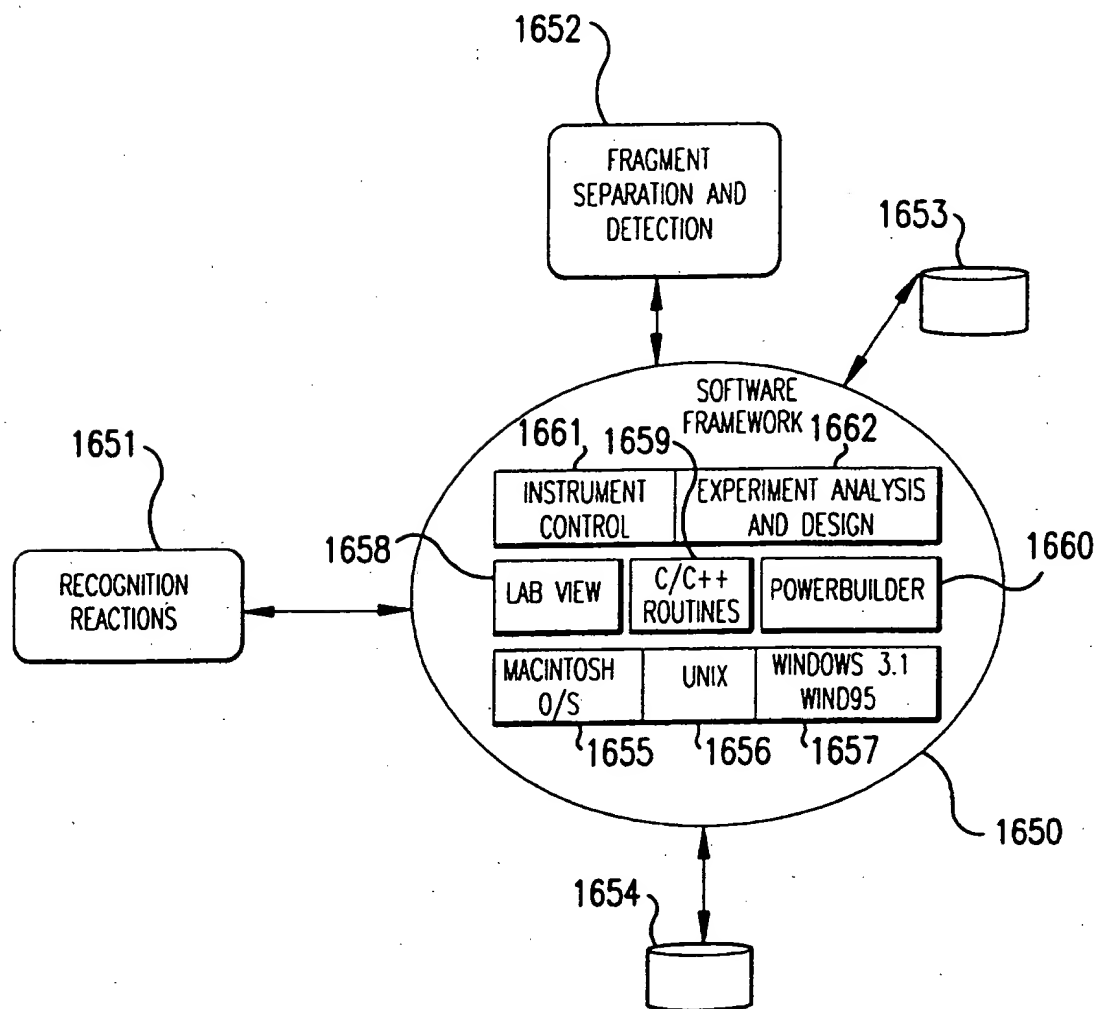 1652
FRAGMENT
SEPARATION AND
DETECTION
1653
SOFTWARE
FRAMEWORK
1661
1659
1662
1651
INSTRUMENT
CONTROL
EXPERIMENT ANALYSIS
AND DESIGN
1658
1660
RECOGNITION
REACTIONS
LAB VIEW
C/C++
ROUTINES
POWERBUILDER
MACINTOSH
O/S
UNIX
WINDOWS 3.1
WIND95
1655
1656
1657
1650
1654